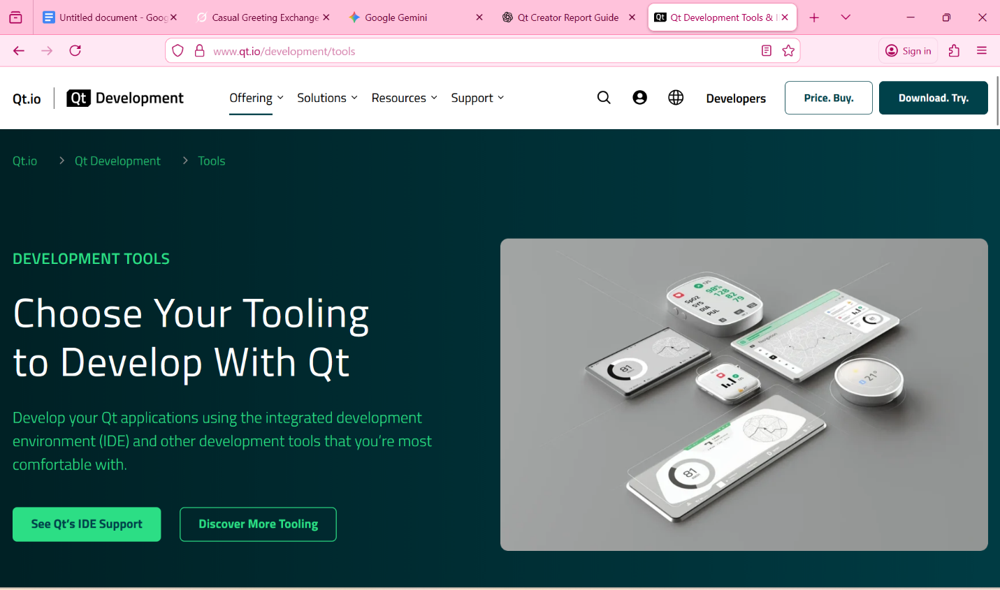 Untitled document - Goog
Casual Greeting Exchange
Google Gemini
Qt Creator Report Guide
Qt Qt Development Tools & I
www.qt.io/development/tools
Sign in
Qt.io
Qt Development
Offering
Solutions
Resources
Support
Developers
Price. Buy.
Download. Try.
Qt.io > Qt Development > Tools
DEVELOPMENT TOOLS
Choose Your Tooling
to Develop With Qt
Develop your Qt applications using the integrated development
environment (IDE) and other development tools that you're most
comfortable with.
See Qt's IDE Support
Discover More Tooling
125
SpO2 98%
SYS 128
DIA 82
PUL 79
Navigation
81
21°
81